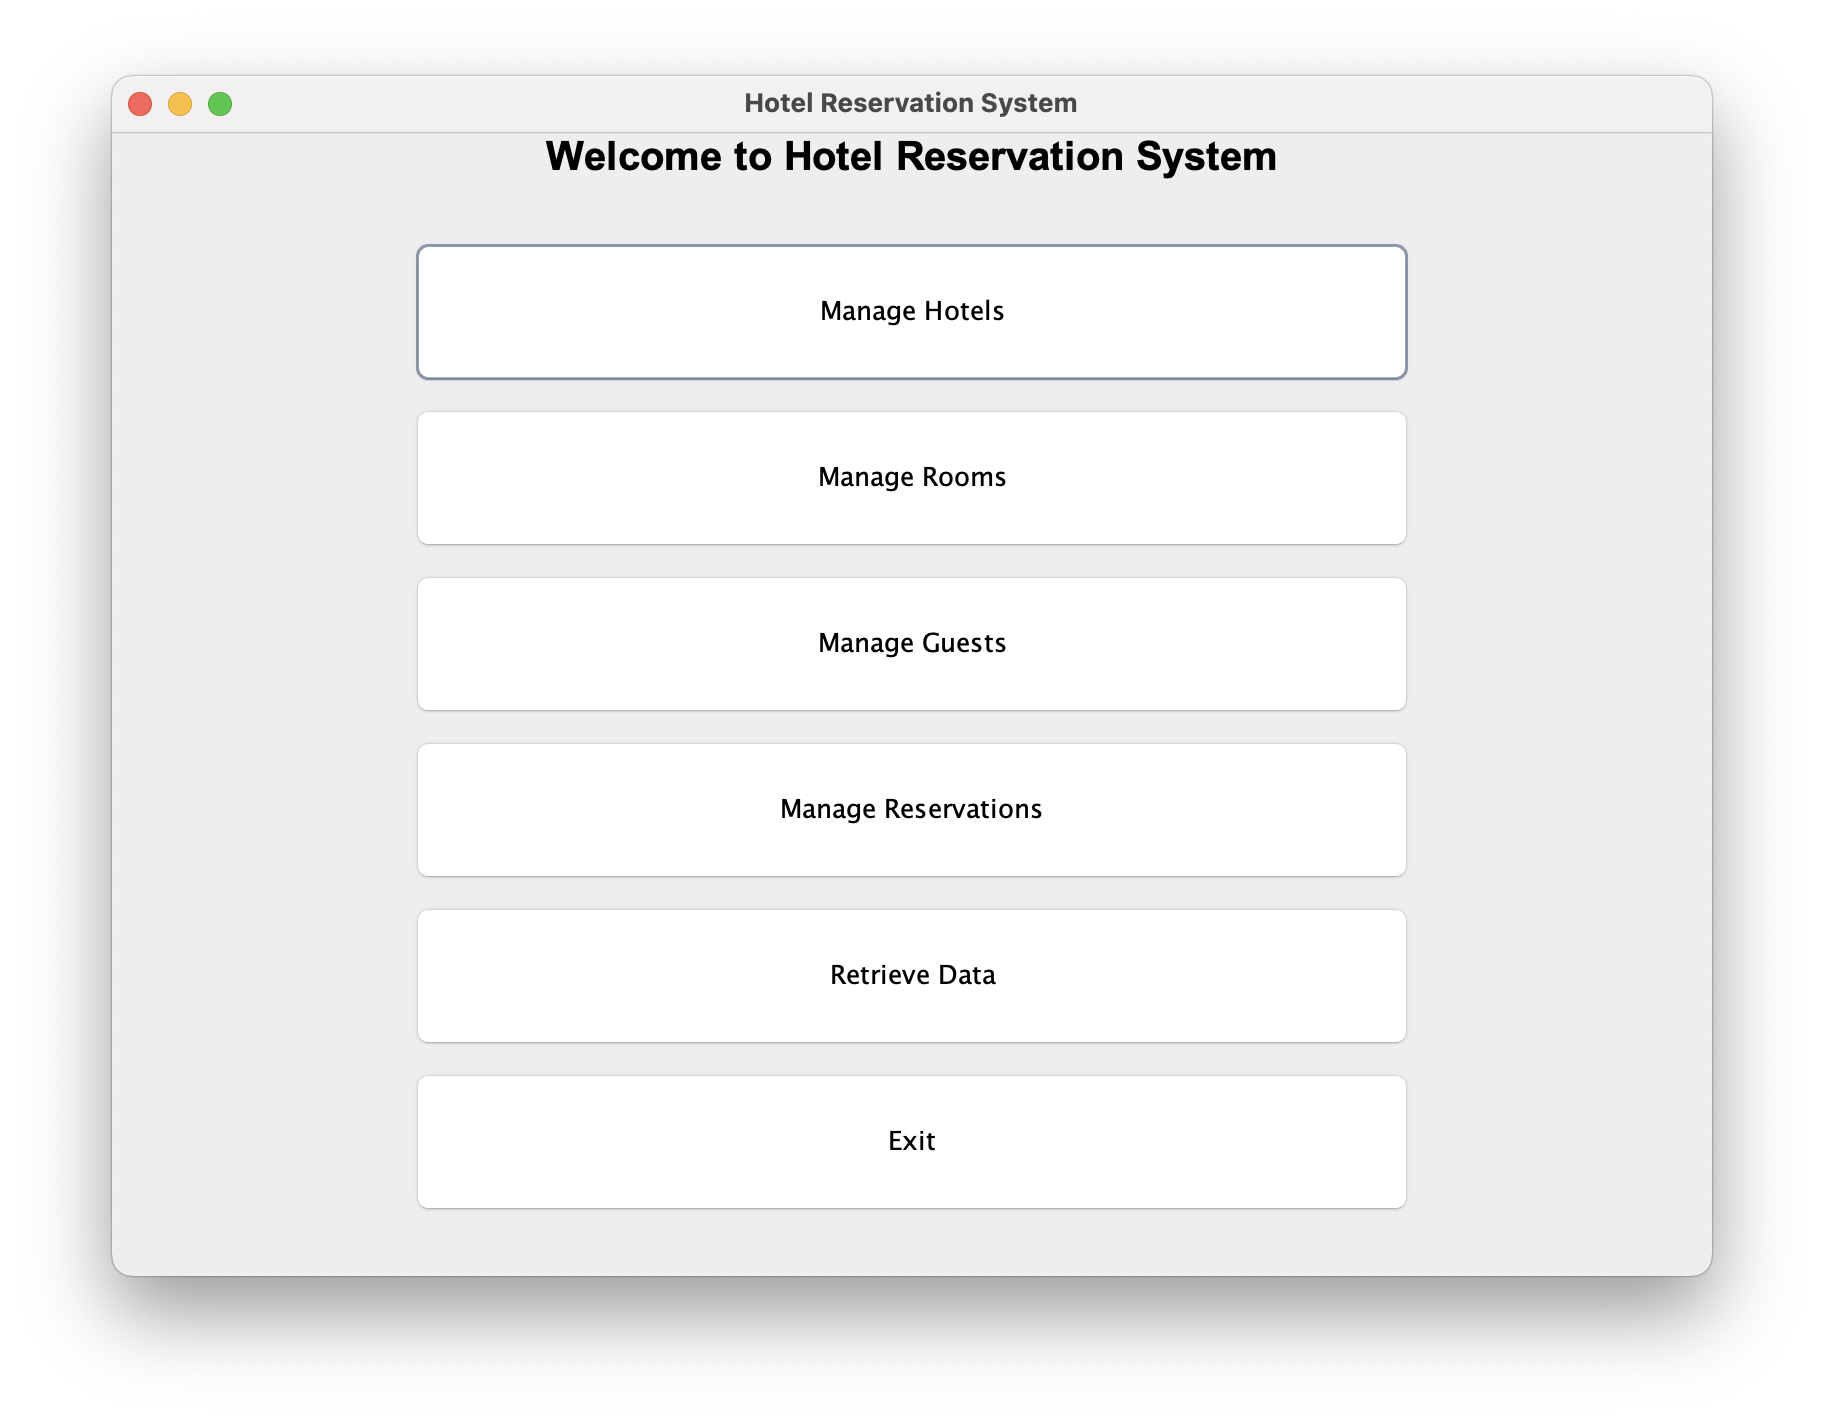 Hotel Reservation System
Welcome to Hotel Reservation System
Manage Hotels
Manage Rooms
Manage Guests
Manage Reservations
Retrieve Data
Exit